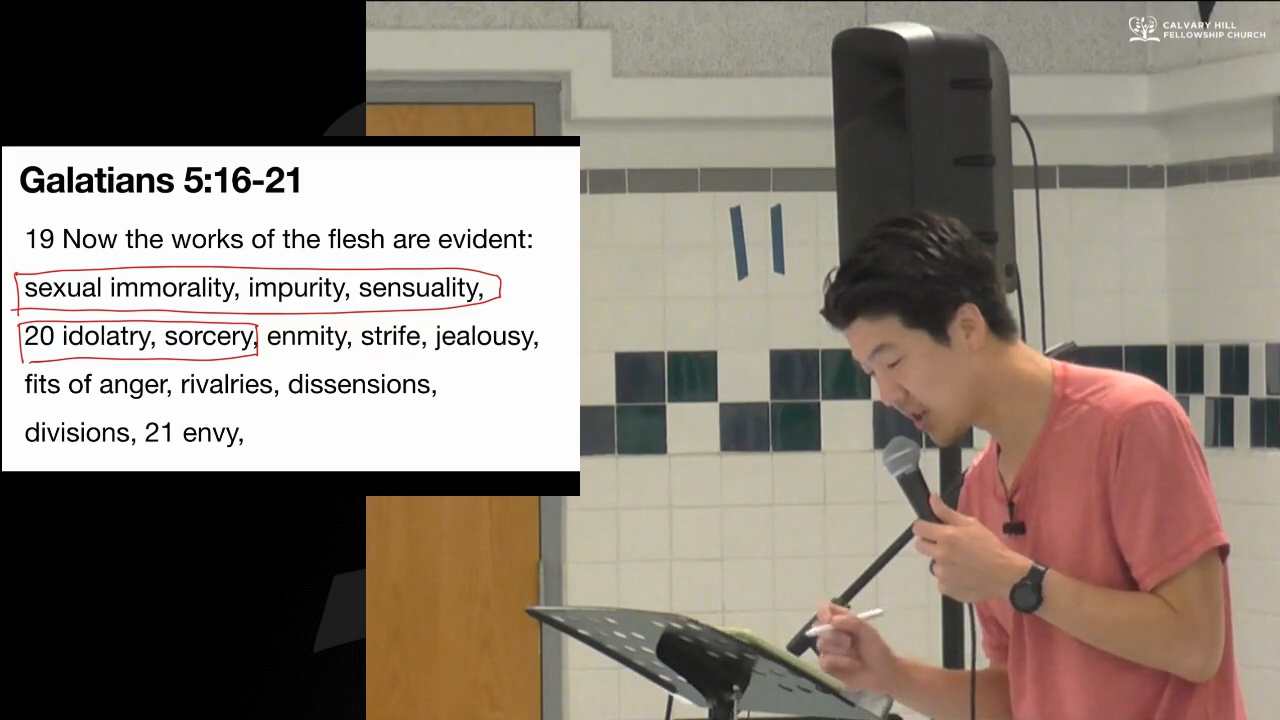 CALVARY HILL
FELLOWSHIP CHURCH
Galatians 5:16-21
19 Now the works of the flesh are evident:
sexual immorality, impurity, sensuality,
20 idolatry, sorcery, enmity, strife, jealousy,
fits of anger, rivalries, dissensions,
divisions, 21 envy,